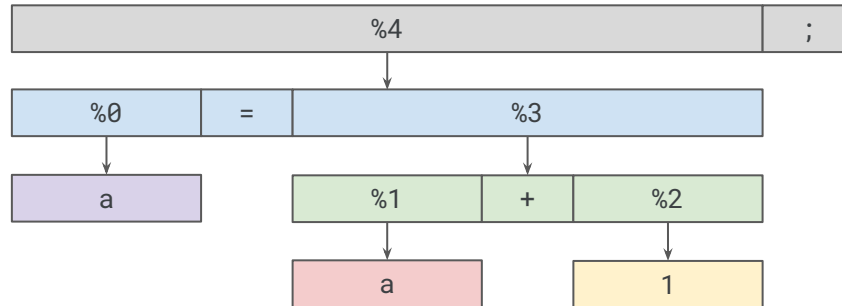 %4 ;
%0 = %3
a %1 + %2
a 1